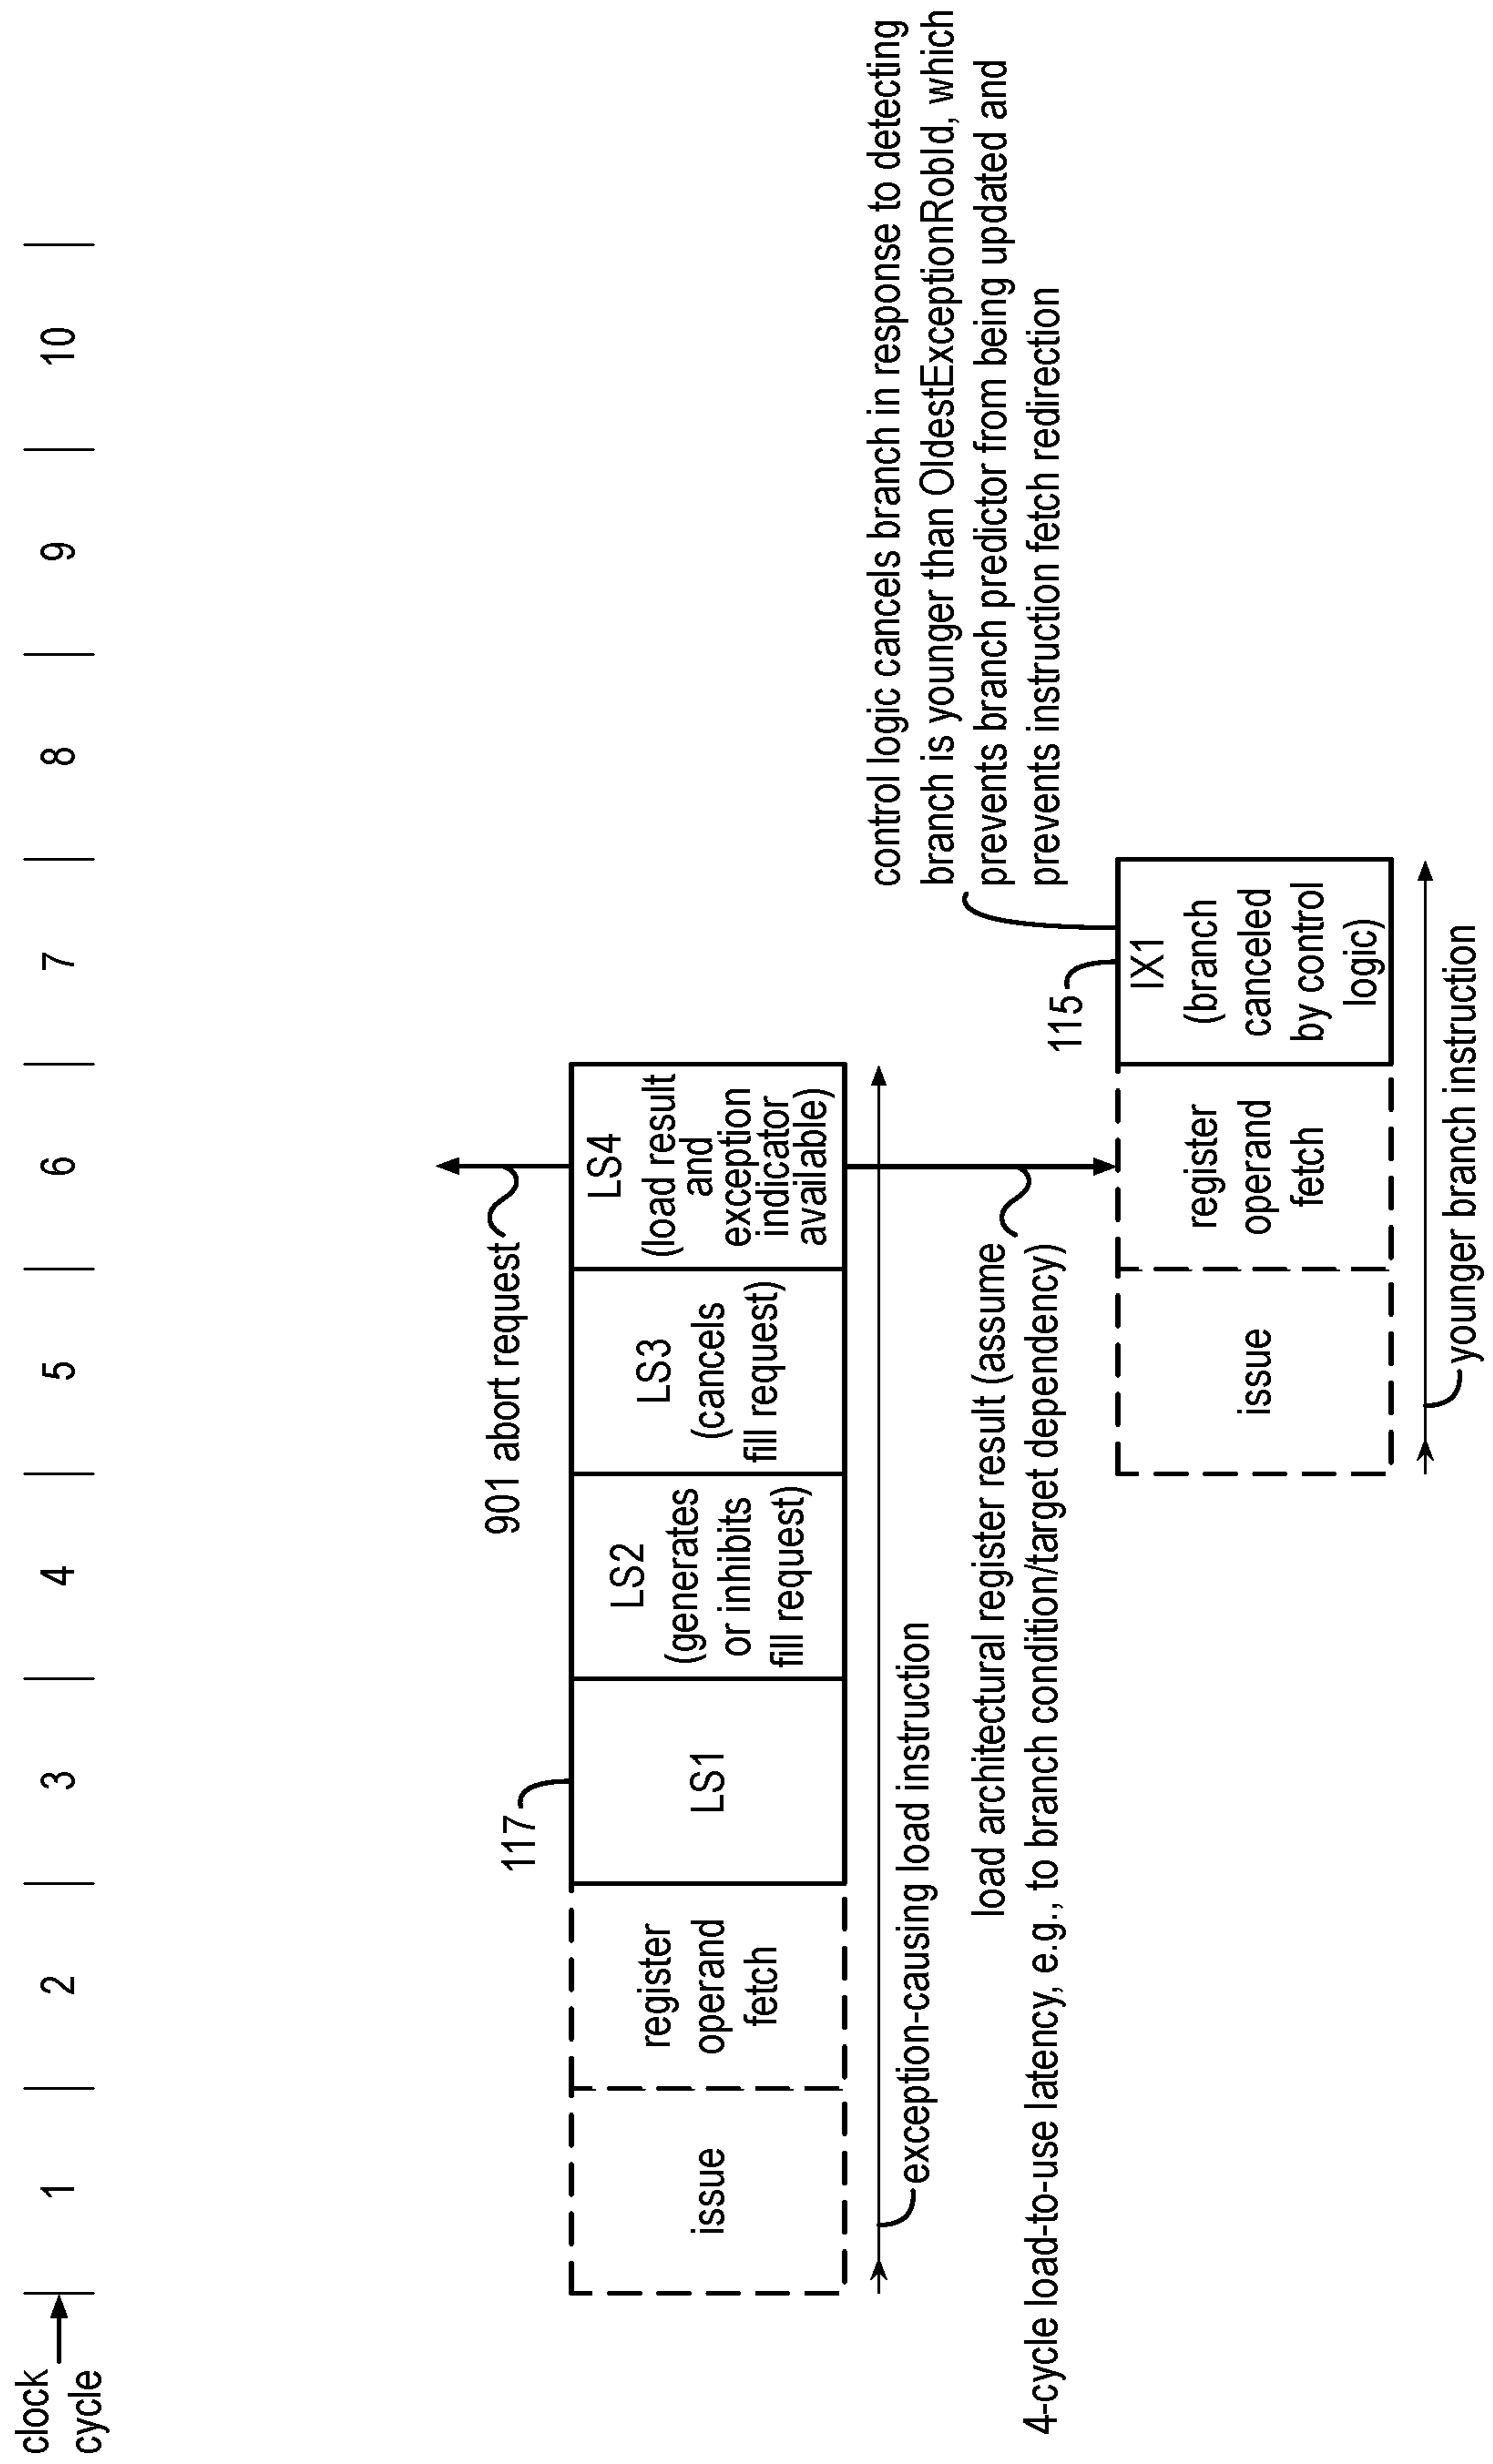 clock
cycle
1 2 3 4 5 6 7 8 9 10
901 abort request
117
issue
register
operand
fetch
LS1
LS2
(generates
or inhibits
fill request)
LS3
(cancels
fill request)
LS4
(load result
and
exception
indicator
available)
exception-causing load instruction
control logic cancels branch in response to detecting
branch is younger than OldestExceptionRobId, which
prevents branch predictor from being updated and
prevents instruction fetch redirection
load architectural register result (assume
4-cycle load-to-use latency, e.g., to branch condition/target dependency)
115
issue
register
operand
fetch
IX1
(branch
canceled
by control
logic)
younger branch instruction